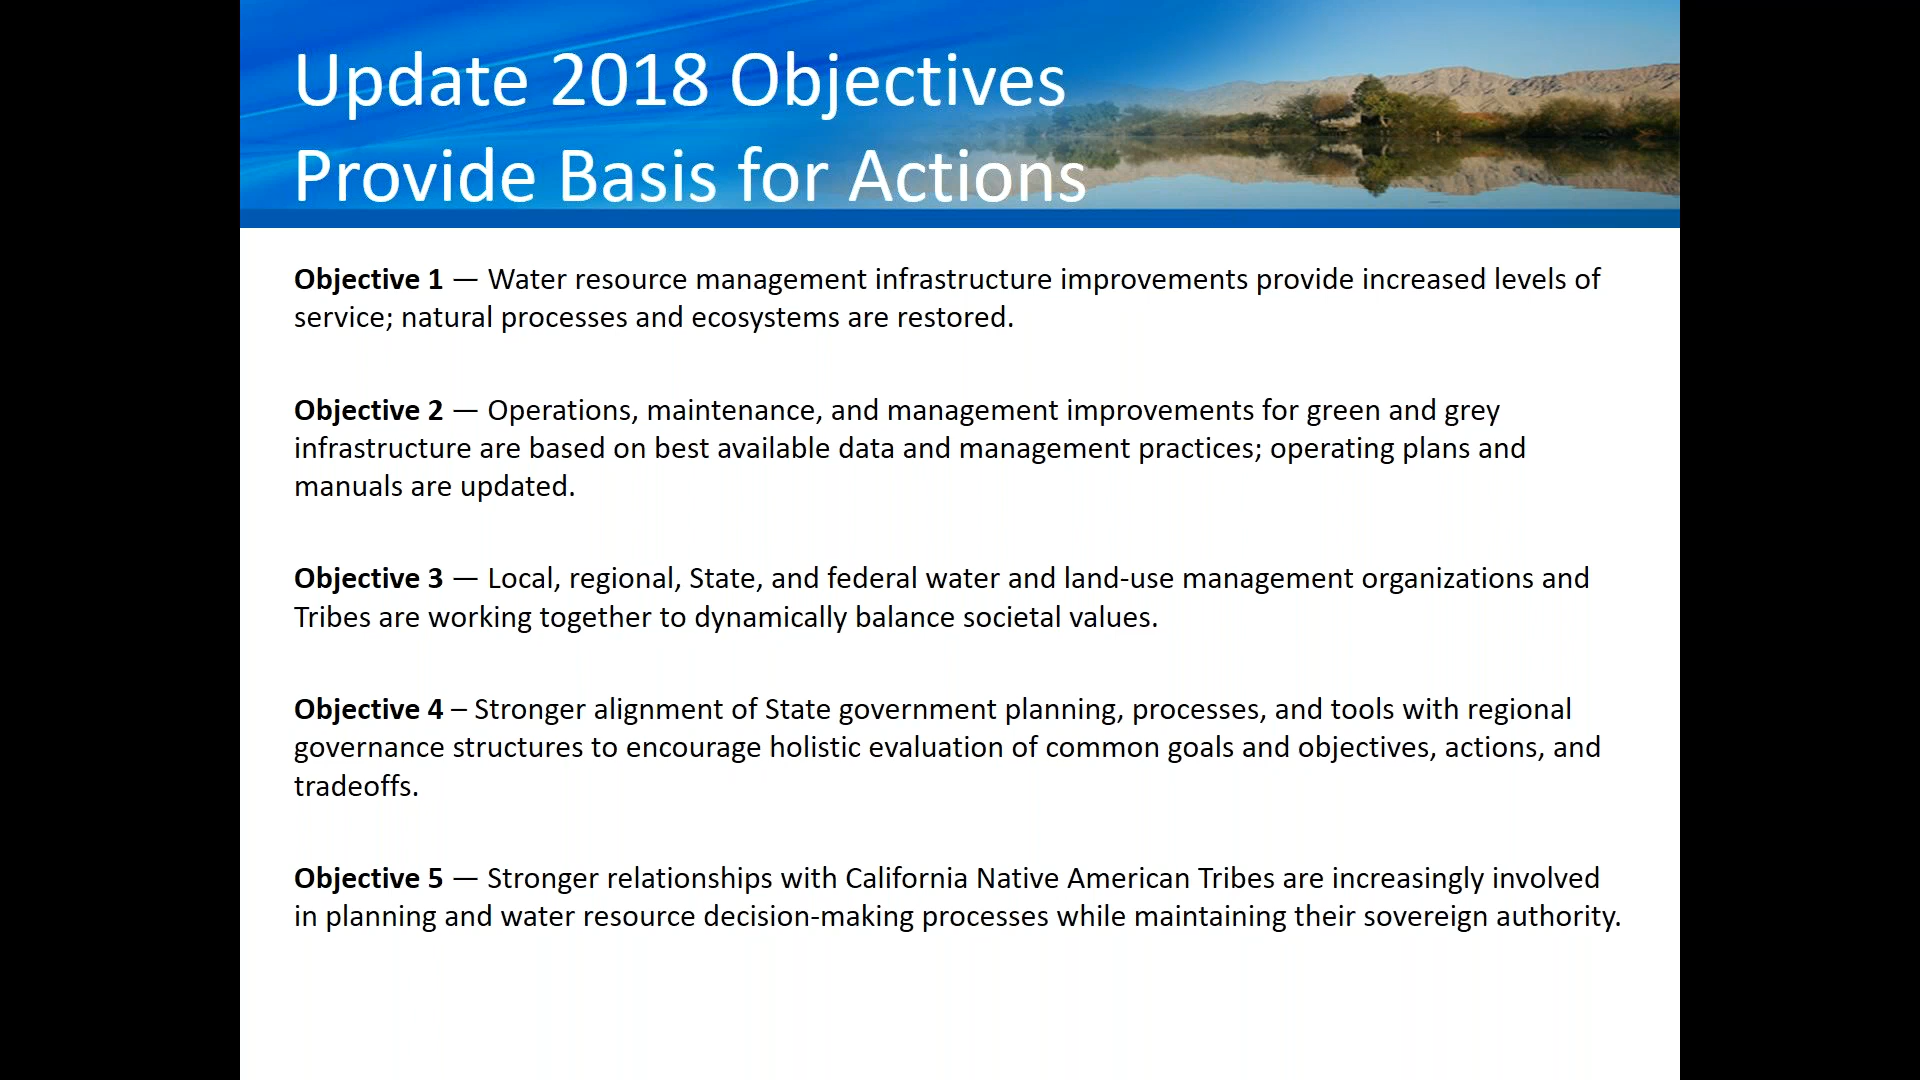 Update 2018 Objectives
Provide Basis for Actions
Objective 1 — Water resource management infrastructure improvements provide increased levels of
service; natural processes and ecosystems are restored.
Objective 2 — Operations, maintenance, and management improvements for green and grey
infrastructure are based on best available data and management practices; operating plans and
manuals are updated.
Objective 3 — Local, regional, State, and federal water and land-use management organizations and
Tribes are working together to dynamically balance societal values.
Objective 4 – Stronger alignment of State government planning, processes, and tools with regional
governance structures to encourage holistic evaluation of common goals and objectives, actions, and
tradeoffs.
Objective 5 — Stronger relationships with California Native American Tribes are increasingly involved
in planning and water resource decision-making processes while maintaining their sovereign authority.